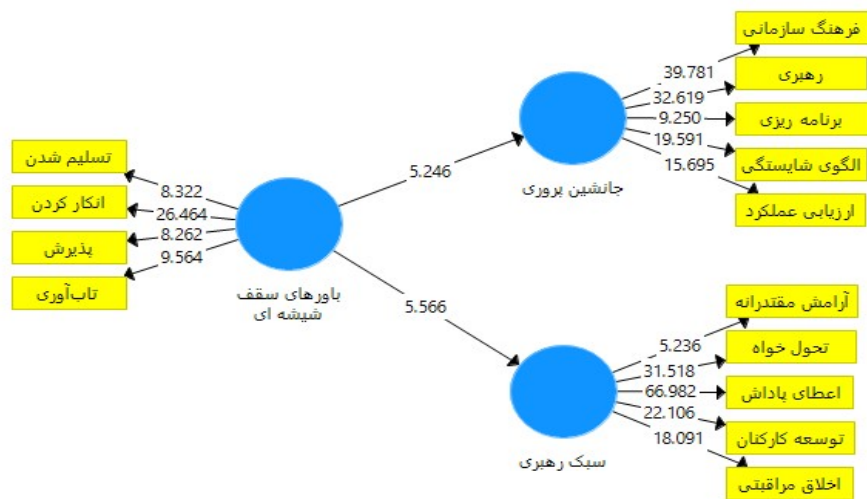 تسلیم شدن
انکار کردن
پذیرش
تاب‌آوری
8.322
26.464
8.262
9.564
باورهای سقف
شیشه ای
5.246
5.566
جانشین پروری
39.781
32.619
9.250
19.591
15.695
فرهنگ سازمانی
رهبری
برنامه ریزی
الگوی شایستگی
ارزیابی عملکرد
سبک رهبری
5.236
31.518
66.982
22.106
18.091
آرامش مقتدرانه
تحول خواه
اعطای پاداش
توسعه کارکنان
اخلاق مراقبتی